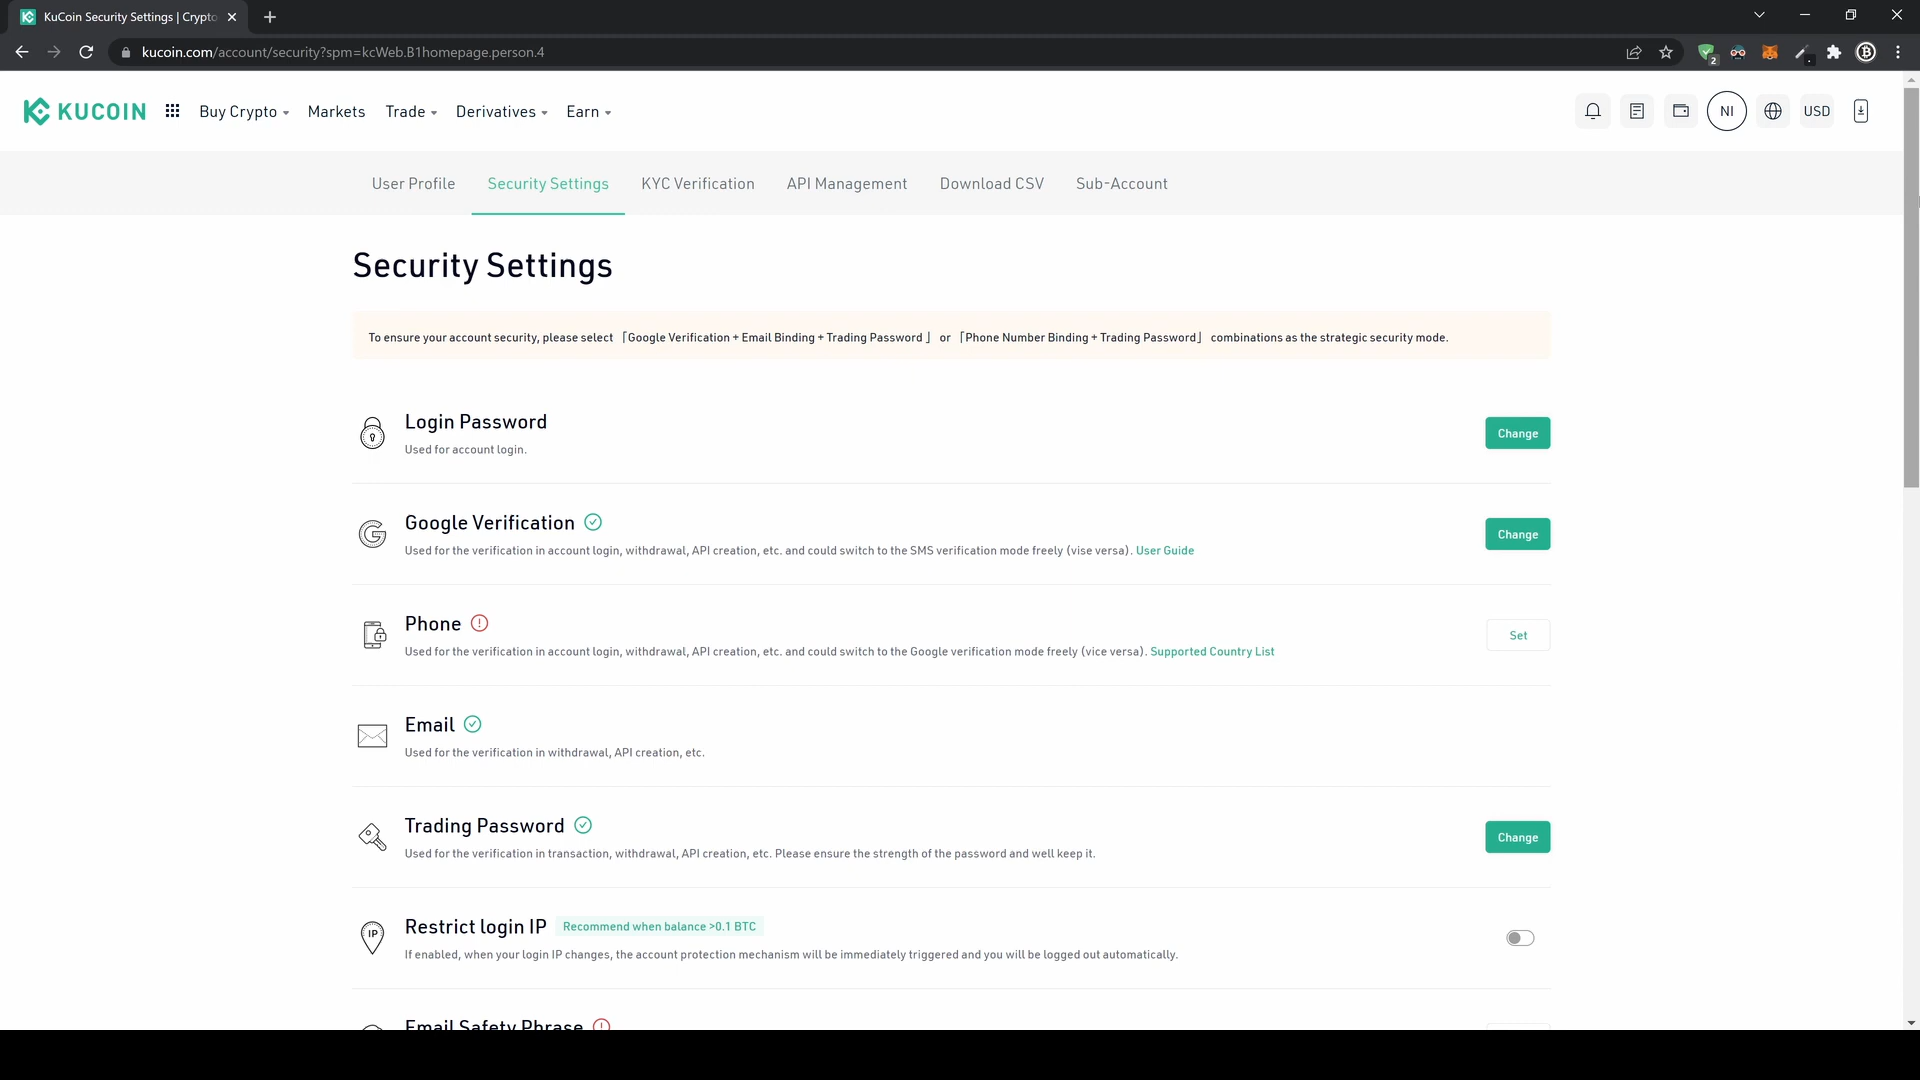 KuCoin Security Settings | Crypto
kucoin.com/account/security?spm=kcWeb.B1homepage.person.4
2
KUCOIN
Buy Crypto
Markets
Trade
Derivatives
Earn
NI
USD
User Profile
Security Settings
KYC Verification
API Management
Download CSV
Sub-Account
Security Settings
To ensure your account security, please select 「Google Verification + Email Binding + Trading Password 」 or 「Phone Number Binding + Trading Password」 combinations as the strategic security mode.
Login Password
Used for account login.
Change
Google Verification
Used for the verification in account login, withdrawal, API creation, etc. and could switch to the SMS verification mode freely (vise versa). User Guide
Change
Phone
Used for the verification in account login, withdrawal, API creation, etc. and could switch to the Google verification mode freely (vice versa). Supported Country List
Set
Email
Used for the verification in withdrawal, API creation, etc.
Trading Password
Used for the verification in transaction, withdrawal, API creation, etc. Please ensure the strength of the password and well keep it.
Change
IP
Restrict login IP
Recommend when balance >0.1 BTC
If enabled, when your login IP changes, the account protection mechanism will be immediately triggered and you will be logged out automatically.
Email Safety Phrase